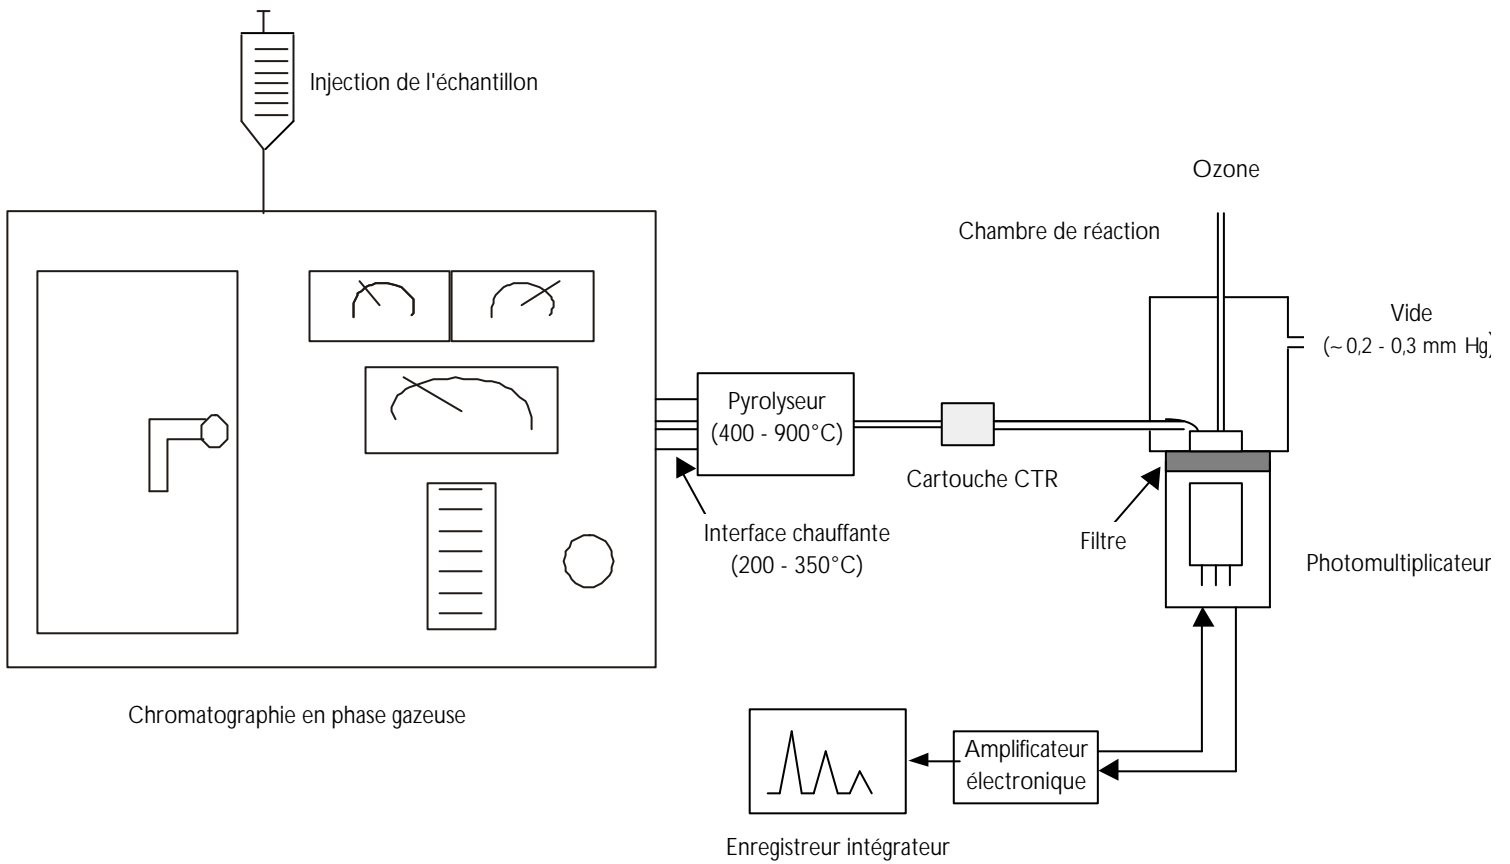 Injection de l'échantillon
Ozone
Chambre de réaction
Vide
(~0,2 - 0,3 mm Hg)
Pyrolyseur
(400 - 900°C)
Cartouche CTR
Interface chauffante
(200 - 350°C)
Filtre
Photomultiplicateur
Chromatographie en phase gazeuse
Amplificateur
électronique
Enregistreur intégrateur